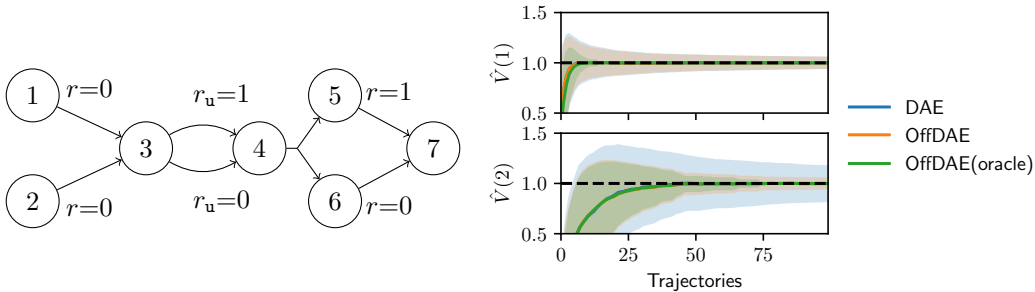 1
r=0
2
r=0
3
r_u=1
r_u=0
4
5
r=1
6
r=0
7
V̂(1)
1.5
1.0
0.5
V̂(2)
1.5
1.0
0.5
0 25 50 75
Trajectories
DAE
OffDAE
OffDAE(oracle)